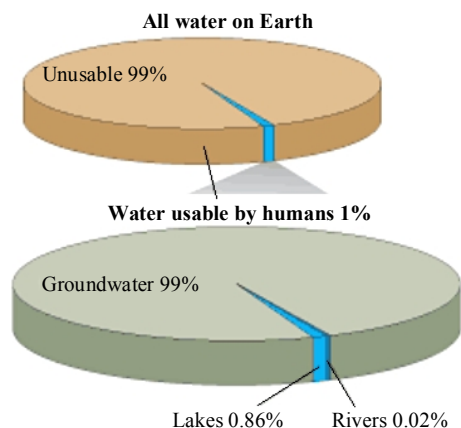 All water on Earth
Unusable 99%
Water usable by humans 1%
Groundwater 99%
Lakes 0.86%
Rivers 0.02%